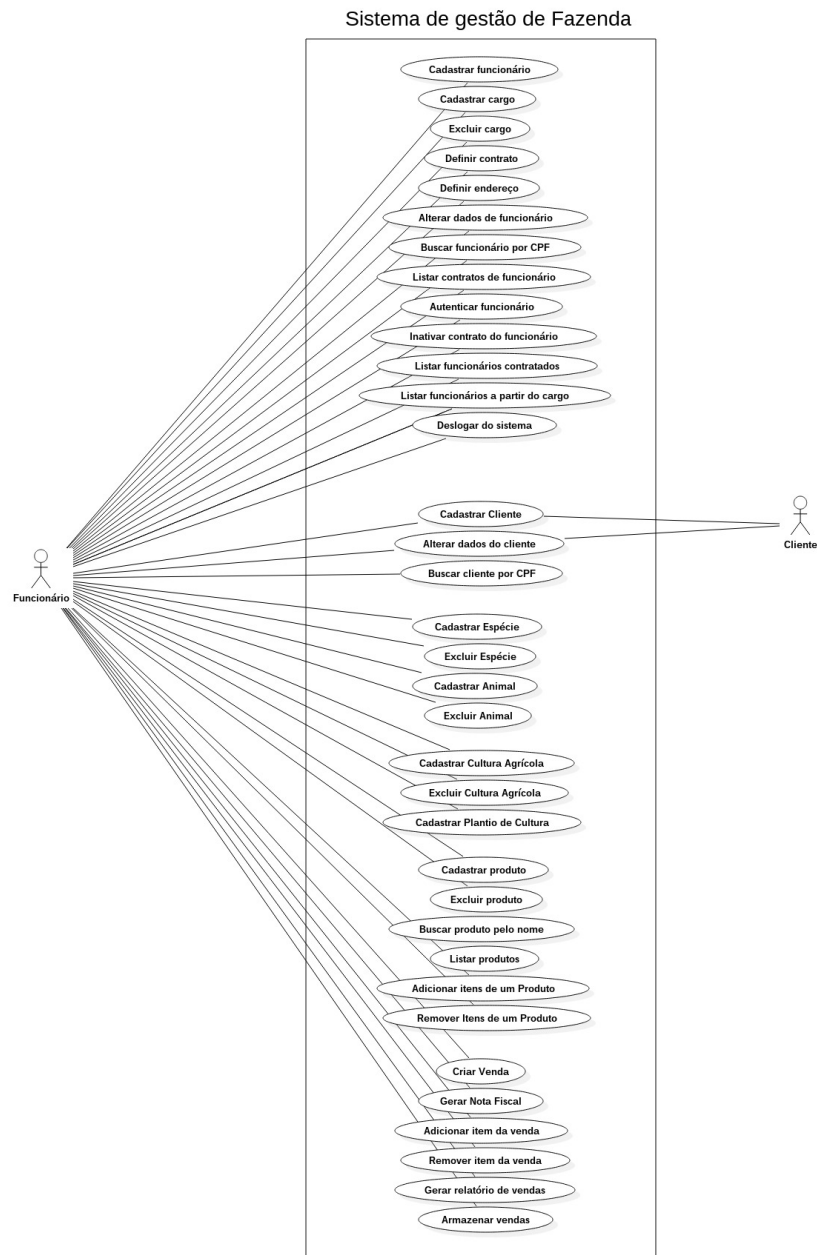 Sistema de gestão de Fazenda
Cadastrar funcionário
Cadastrar cargo
Excluir cargo
Definir contrato
Definir endereço
Alterar dados de funcionário
Buscar funcionário por CPF
Listar contratos de funcionário
Autenticar funcionário
Inativar contrato do funcionário
Listar funcionários contratados
Listar funcionários a partir do cargo
Deslogar do sistema
Cadastrar Cliente
Alterar dados do cliente
Cliente
Buscar cliente por CPF
Funcionário
Cadastrar Espécie
Excluir Espécie
Cadastrar Animal
Excluir Animal
Cadastrar Cultura Agrícola
Excluir Cultura Agrícola
Cadastrar Plantio de Cultura
Cadastrar produto
Excluir produto
Buscar produto pelo nome
Listar produtos
Adicionar itens de um Produto
Remover Itens de um Produto
Criar Venda
Gerar Nota Fiscal
Adicionar item da venda
Remover item da venda
Gerar relatório de vendas
Armazenar vendas